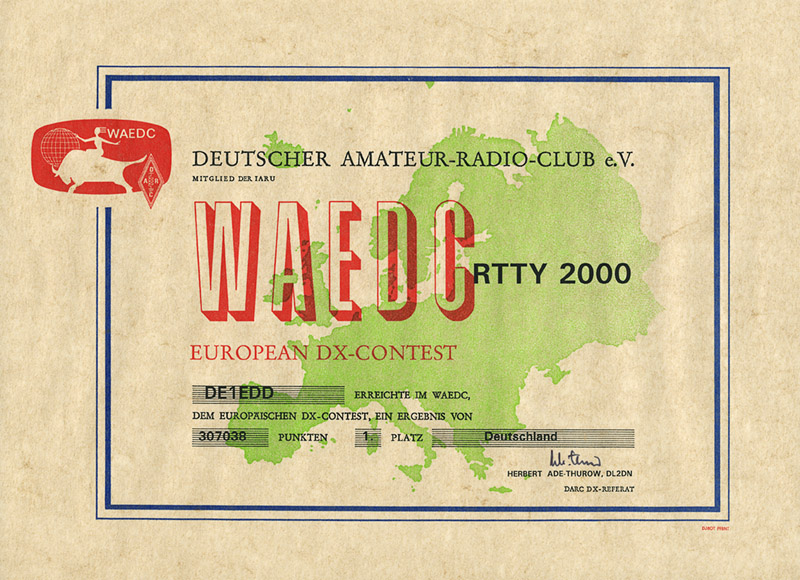 WAEDC
DARC
DEUTSCHER AMATEUR-RADIO-CLUB e.V.
MITGLIED DER IARU
WAEDC
RTTY 2000
EUROPEAN DX-CONTEST
DE1EDD ERREICHTE IM WAEDC,
DEM EUROPÄISCHEN DX-CONTEST, EIN ERGEBNIS VON
307038 PUNKTEN 1. PLATZ Deutschland
HERBERT ADE-THUROW, DL2DN
DARC DX-REFERAT